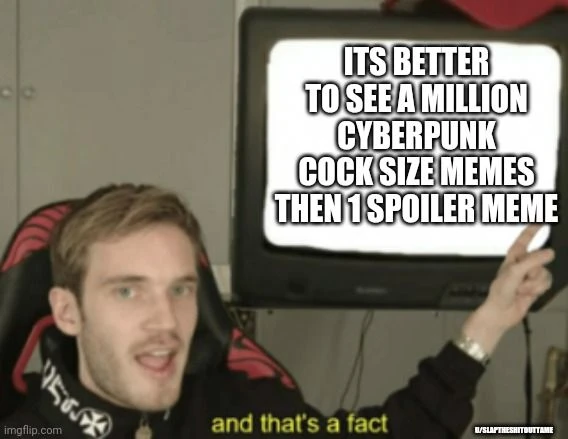 ITS BETTER
TO SEE A MILLION
CYBERPUNK
COCK SIZE MEMES
THEN 1 SPOILER MEME
and that's a fact
imgflip.com
U/SLAPTHESHITOUTTAME